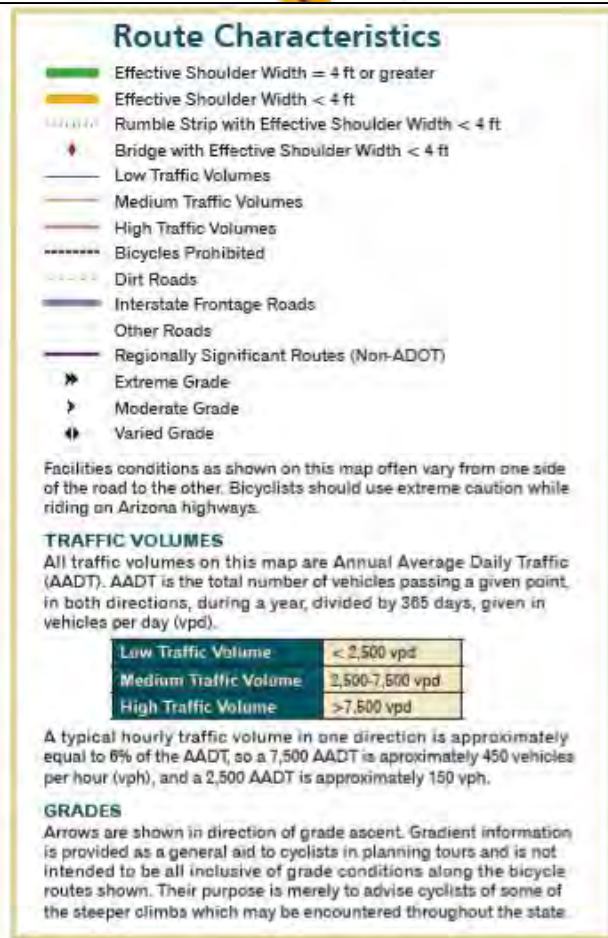 Route Characteristics
Effective Shoulder Width = 4 ft or greater
Effective Shoulder Width < 4 ft
Rumble Strip with Effective Shoulder Width < 4 ft
Bridge with Effective Shoulder Width < 4 ft
Low Traffic Volumes
Medium Traffic Volumes
High Traffic Volumes
Bicycles Prohibited
Dirt Roads
Interstate Frontage Roads
Other Roads
Regionally Significant Routes (Non-ADOT)
Extreme Grade
Moderate Grade
Varied Grade
Facilities conditions as shown on this map often vary from one side
of the road to the other. Bicyclists should use extreme caution while
riding on Arizona highways.
TRAFFIC VOLUMES
All traffic volumes on this map are Annual Average Daily Traffic
(AADT). AADT is the total number of vehicles passing a given point,
in both directions, during a year, divided by 365 days, given in
vehicles per day (vpd).
Low Traffic Volume < 2,500 vpd
Medium Traffic Volume 2,500-7,500 vpd
High Traffic Volume >7,500 vpd
A typical hourly traffic volume in one direction is approximately
equal to 6% of the AADT, so a 7,500 AADT is aproximately 450 vehicles
per hour (vph), and a 2,500 AADT is approximately 150 vph.
GRADES
Arrows are shown in direction of grade ascent. Gradient information
is provided as a general aid to cyclists in planning tours and is not
intended to be all inclusive of grade conditions along the bicycle
routes shown. Their purpose is merely to advise cyclists of some of
the steeper climbs which may be encountered throughout the state.